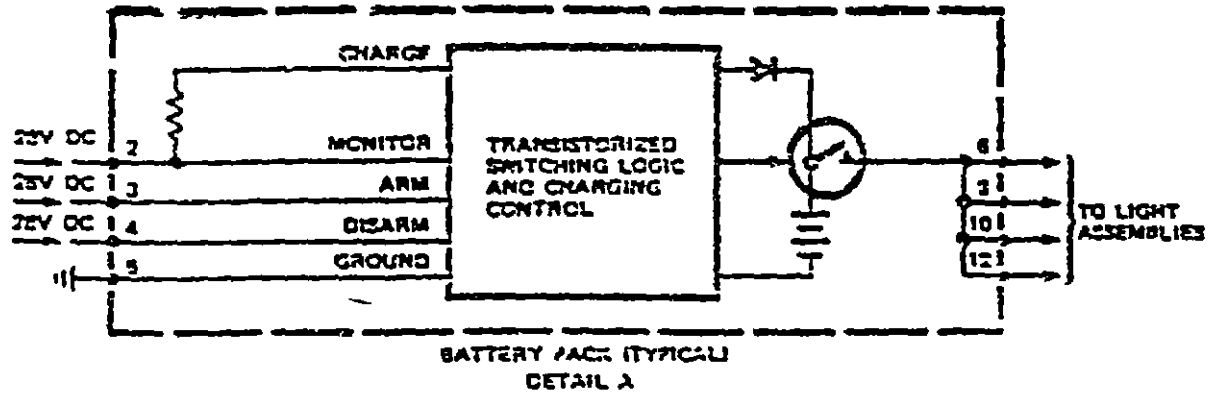 CHARGE
28V DC 2 MONITOR
28V DC 3 ARM
28V DC 4 DISARM
5 GROUND
TRANSISTORIZED
SWITCHING LOGIC
AND CHARGING
CONTROL
6
10
12
TO LIGHT
ASSEMBLIES
BATTERY PACK (TYPICAL)
DETAIL A